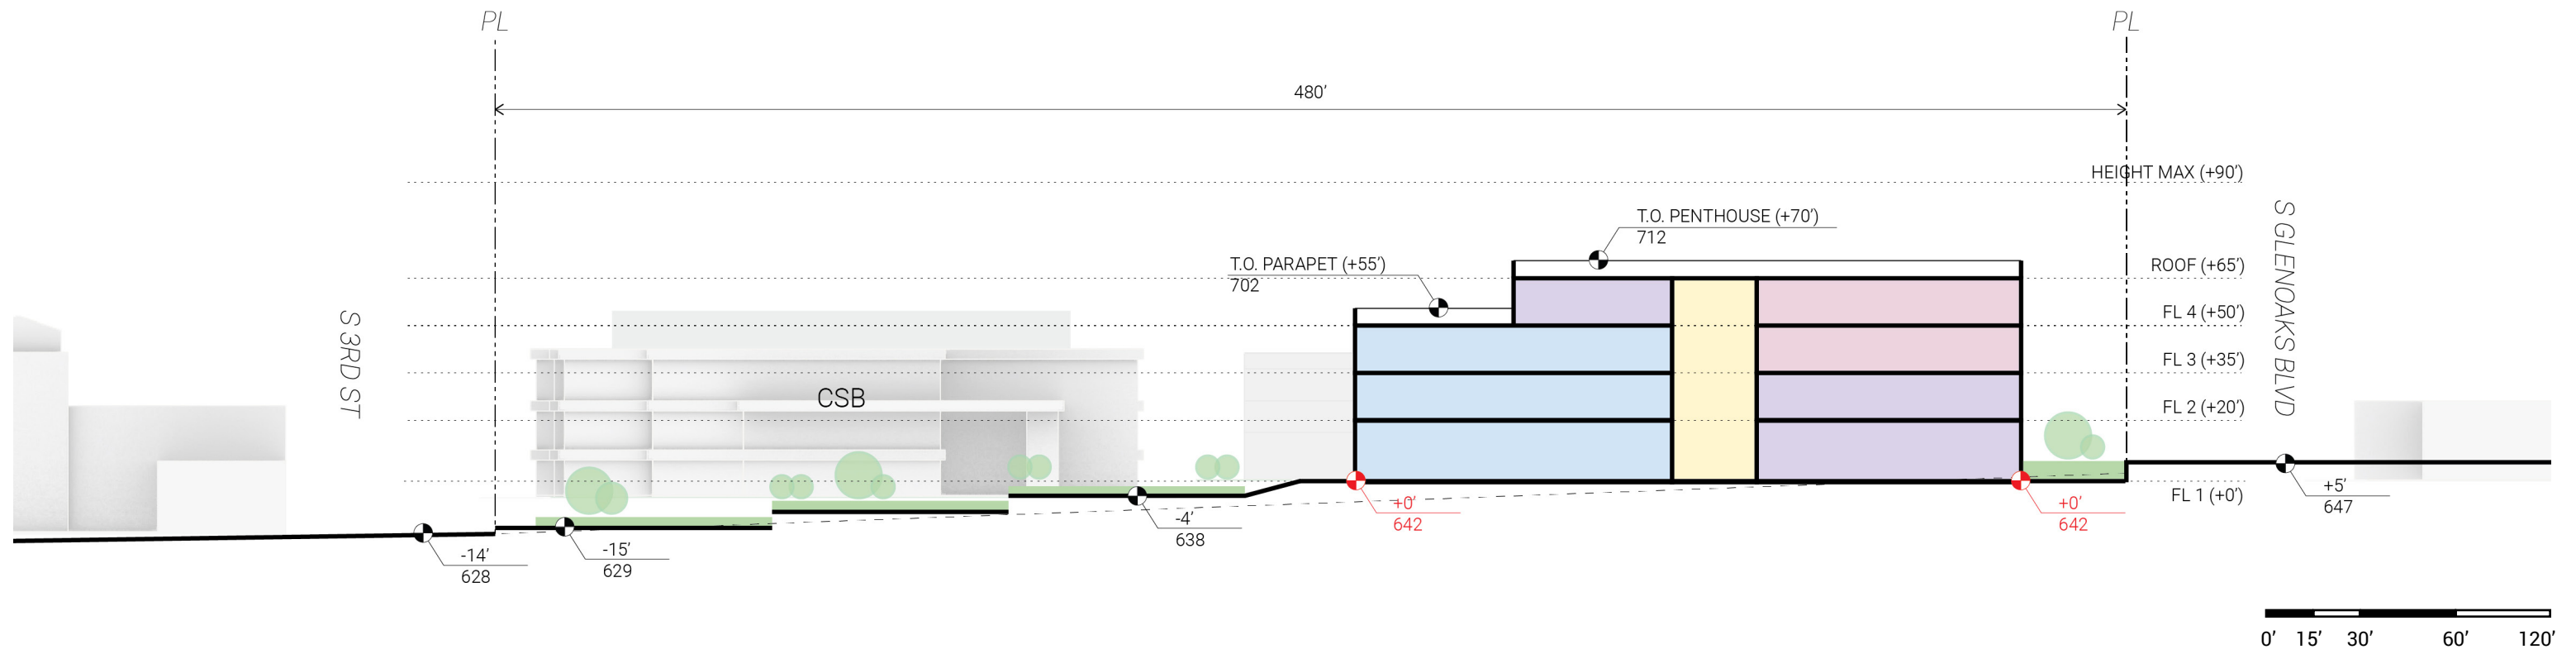 PL
PL
480'
HEIGHT MAX (+90')
T.O. PENTHOUSE (+70')
712
T.O. PARAPET (+55')
702
ROOF (+65')
FL 4 (+50')
FL 3 (+35')
FL 2 (+20')
FL 1 (+0')
S 3RD ST
CSB
S GLENOAKS BLVD
-14'
628
-15'
629
-4'
638
+0'
642
+0'
642
+5'
647
0' 15' 30' 60' 120'